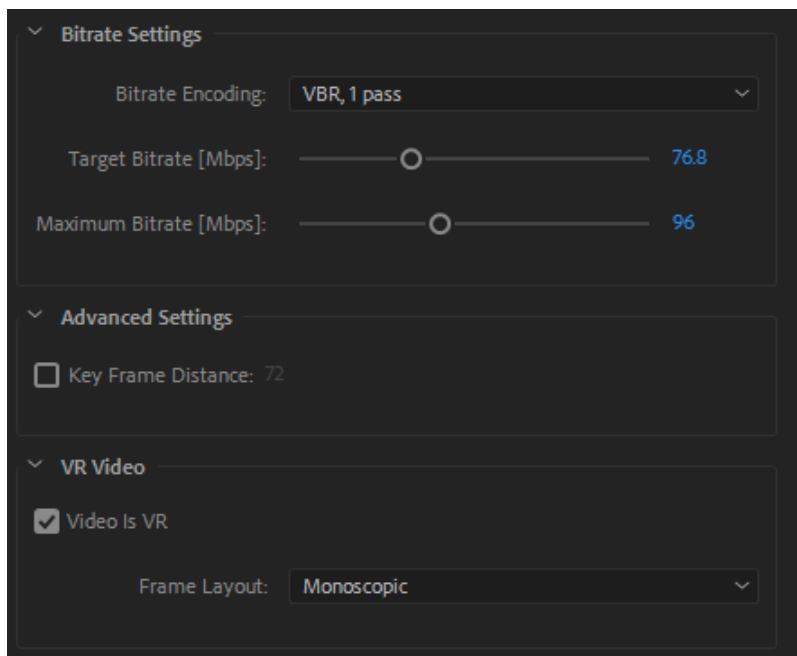 Bitrate Settings
Bitrate Encoding: VBR, 1 pass
Target Bitrate [Mbps]: 76.8
Maximum Bitrate [Mbps]: 96
Advanced Settings
Key Frame Distance: 72
VR Video
Video Is VR
Frame Layout: Monoscopic